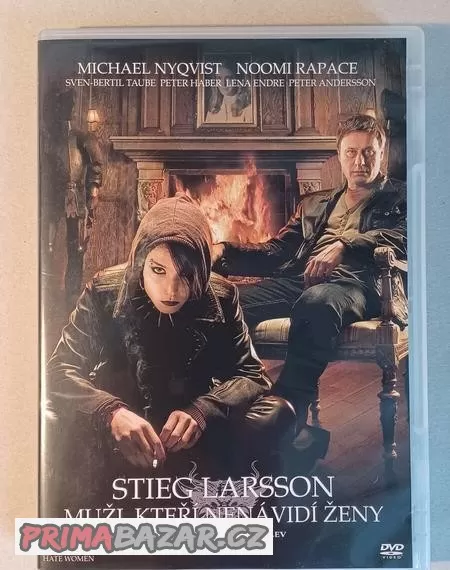 MICHAEL NYQVIST NOOMI RAPACE
SVEN-BERTIL TAUBE PETER HABER LENA ENDRE PETER ANDERSSON
STIEG LARSSON
MUŽI, KTEŘÍ NENÁVIDÍ ŽENY
PRIMABAZAR.CZ
HATE WOMEN
DVD
VIDEO